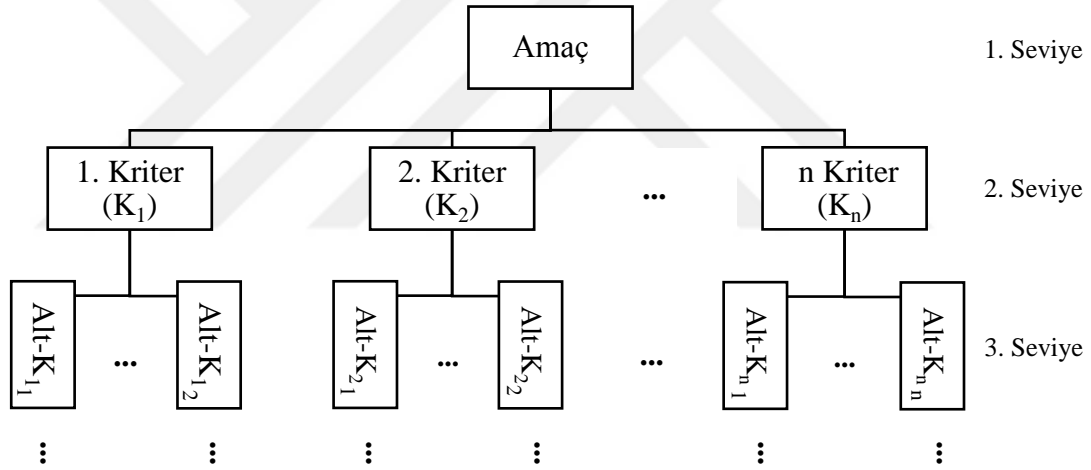 Amaç
1. Seviye
1. Kriter
(K₁)
2. Kriter
(K₂)
...
n Kriter
(Kₙ)
2. Seviye
Alt-K₁₁
...
Alt-K₁₂
Alt-K₂₁
...
Alt-K₂₂
...
Alt-Kₙ₁
...
Alt-Kₙₙ
3. Seviye